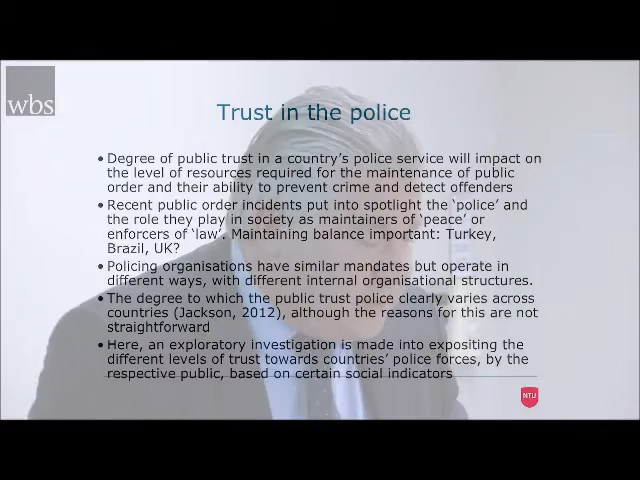 wbs
Trust in the police
• Degree of public trust in a country's police service will impact on
the level of resources required for the maintenance of public
order and their ability to prevent crime and detect offenders
• Recent public order incidents put into spotlight the 'police' and
the role they play in society as maintainers of 'peace' or
enforcers of 'law'. Maintaining balance important: Turkey,
Brazil, UK?
• Policing organisations have similar mandates but operate in
different ways, with different internal organisational structures.
• The degree to which the public trust police clearly varies across
countries (Jackson, 2012), although the reasons for this are not
straightforward
• Here, an exploratory investigation is made into expositing the
different levels of trust towards countries' police forces, by the
respective public, based on certain social indicators
NTU